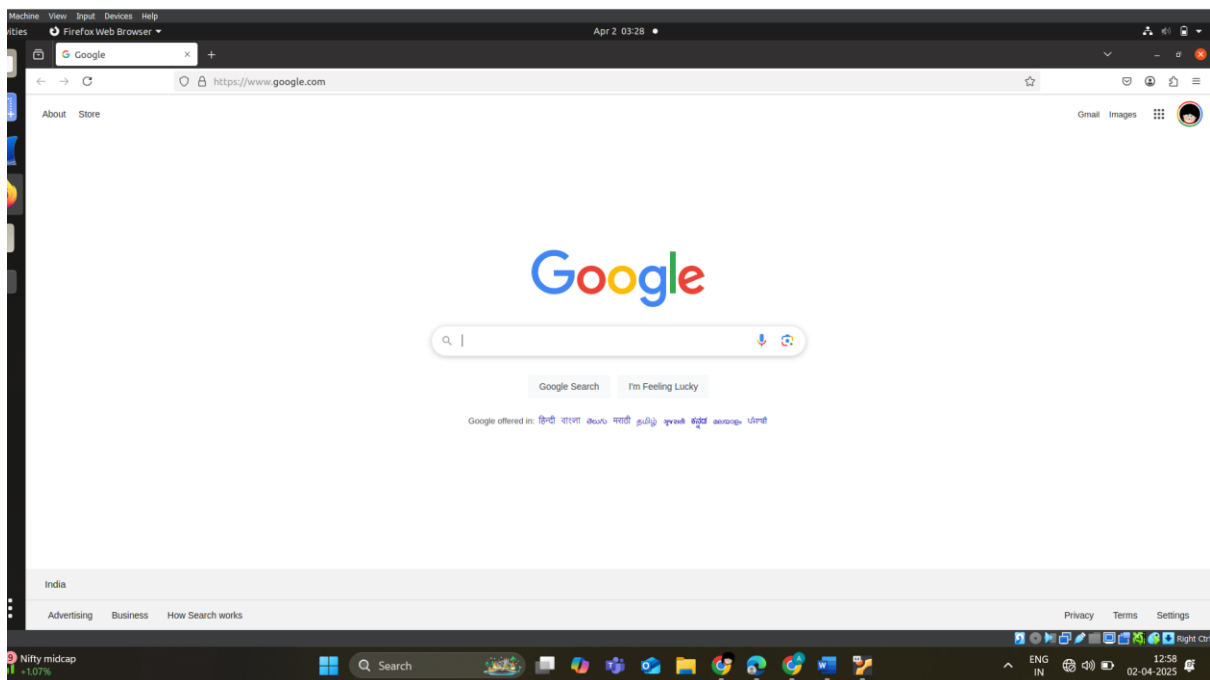 Machine View Input Devices Help
vities Firefox Web Browser Apr 2 03:28
Google
https://www.google.com
About Store Gmail Images
Google
Google Search I'm Feeling Lucky
Google offered in: हिन्दी বাংলা తెలుగు मराठी தமிழ் ગુજરાતી ಕನ್ನಡ മലയാളം ਪੰਜਾਬੀ
India
Advertising Business How Search works Privacy Terms Settings
Right Ctrl
9 Nifty midcap Search ENG 12:58
+1.07% IN 02-04-2025